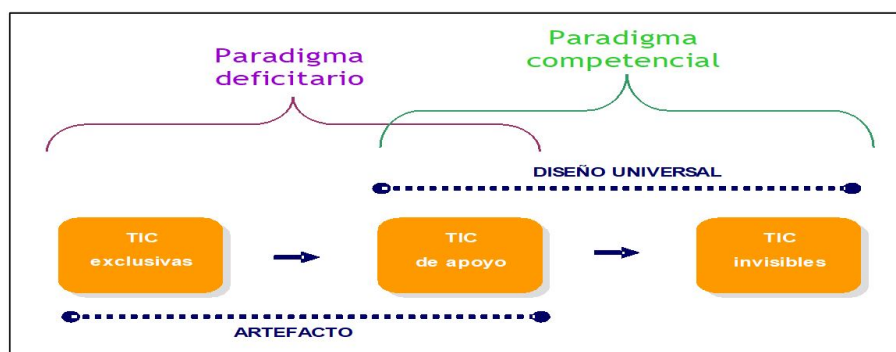 Paradigma
deficitario
Paradigma
competencial
DISEÑO UNIVERSAL
TIC
exclusivas
TIC
de apoyo
TIC
invisibles
ARTEFACTO